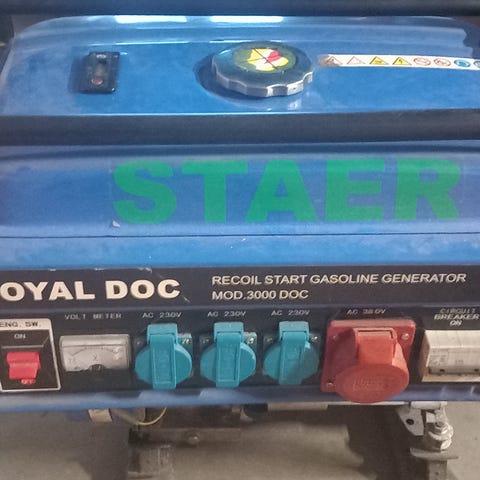 STAER
OYAL DOC
RECOIL START GASOLINE GENERATOR
MOD.3000 DOC
ENG. SW.
ON
VOLT METER
V
AC 230V
AC 230V
AC 230V
AC 380V
CIRCUIT
BREAKER
ON